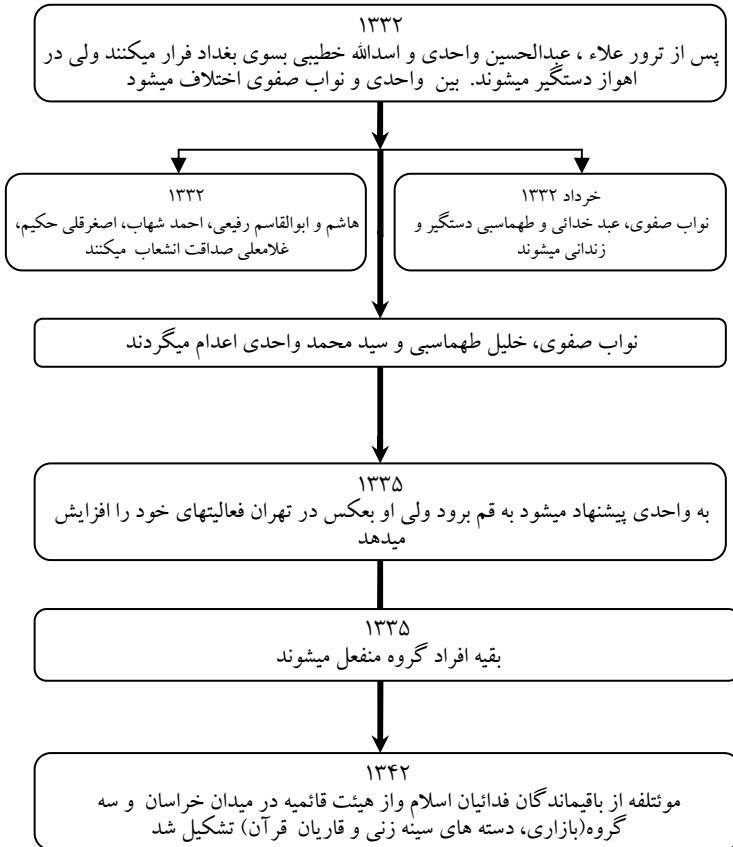 ۱۳۳۲
پس از ترور علاء ، عبدالحسین واحدی و اسدالله خطیبی بسوی بغداد فرار میکنند ولی در
اهواز دستگیر میشوند. بین واحدی و نواب صفوی اختلاف میشود
خرداد ۱۳۳۲
نواب صفوی، عبد خدائی و طهماسبی دستگیر و
زندانی میشوند
۱۳۳۲
هاشم و ابوالقاسم رفیعی، احمد شهاب، اصغرقلی حکیم،
غلامعلی صداقت انشعاب میکنند
نواب صفوی، خلیل طهماسبی و سید محمد واحدی اعدام میگردند
۱۳۳۵
به واحدی پیشنهاد میشود به قم برود ولی او بعکس در تهران فعالیتهای خود را افزایش
میدهد
۱۳۳۵
بقیه افراد گروه منفعل میشوند
۱۳۴۲
موئتلفه از باقیماندگان فدائیان اسلام واز هیئت قائمیه در میدان خراسان و سه
گروه(بازاری، دسته های سینه زنی و قاریان قرآن) تشکیل شد